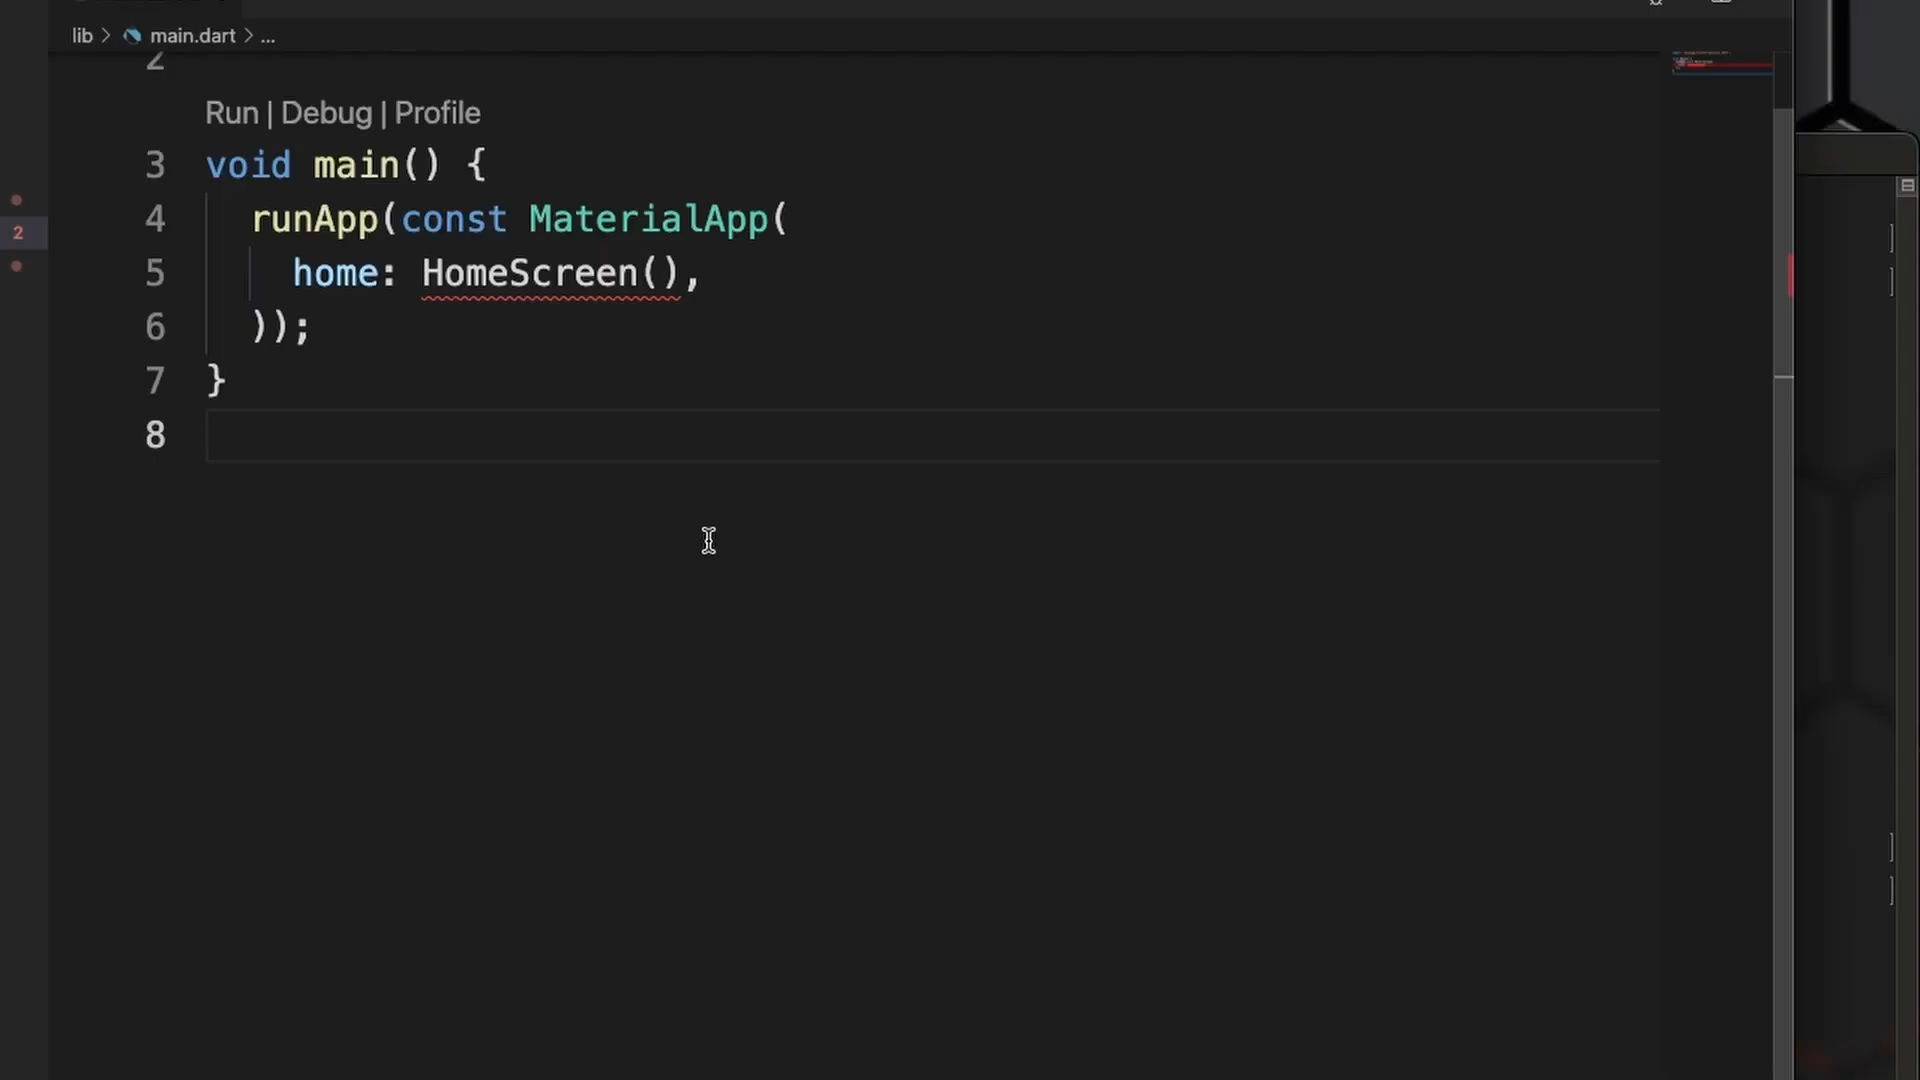 lib > main.dart > ...
2
Run | Debug | Profile
3 void main() {
4 runApp(const MaterialApp(
5 home: HomeScreen(),
6 ));
7 }
8
2
]
]
]
]